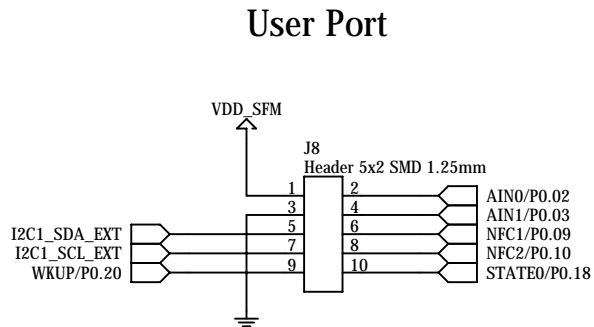 User Port
VDD_SFM
J8
Header 5x2 SMD 1.25mm
1 2 AIN0/P0.02
3 4 AIN1/P0.03
I2C1_SDA_EXT 5 6 NFC1/P0.09
I2C1_SCL_EXT 7 8 NFC2/P0.10
WKUP/P0.20 9 10 STATE0/P0.18